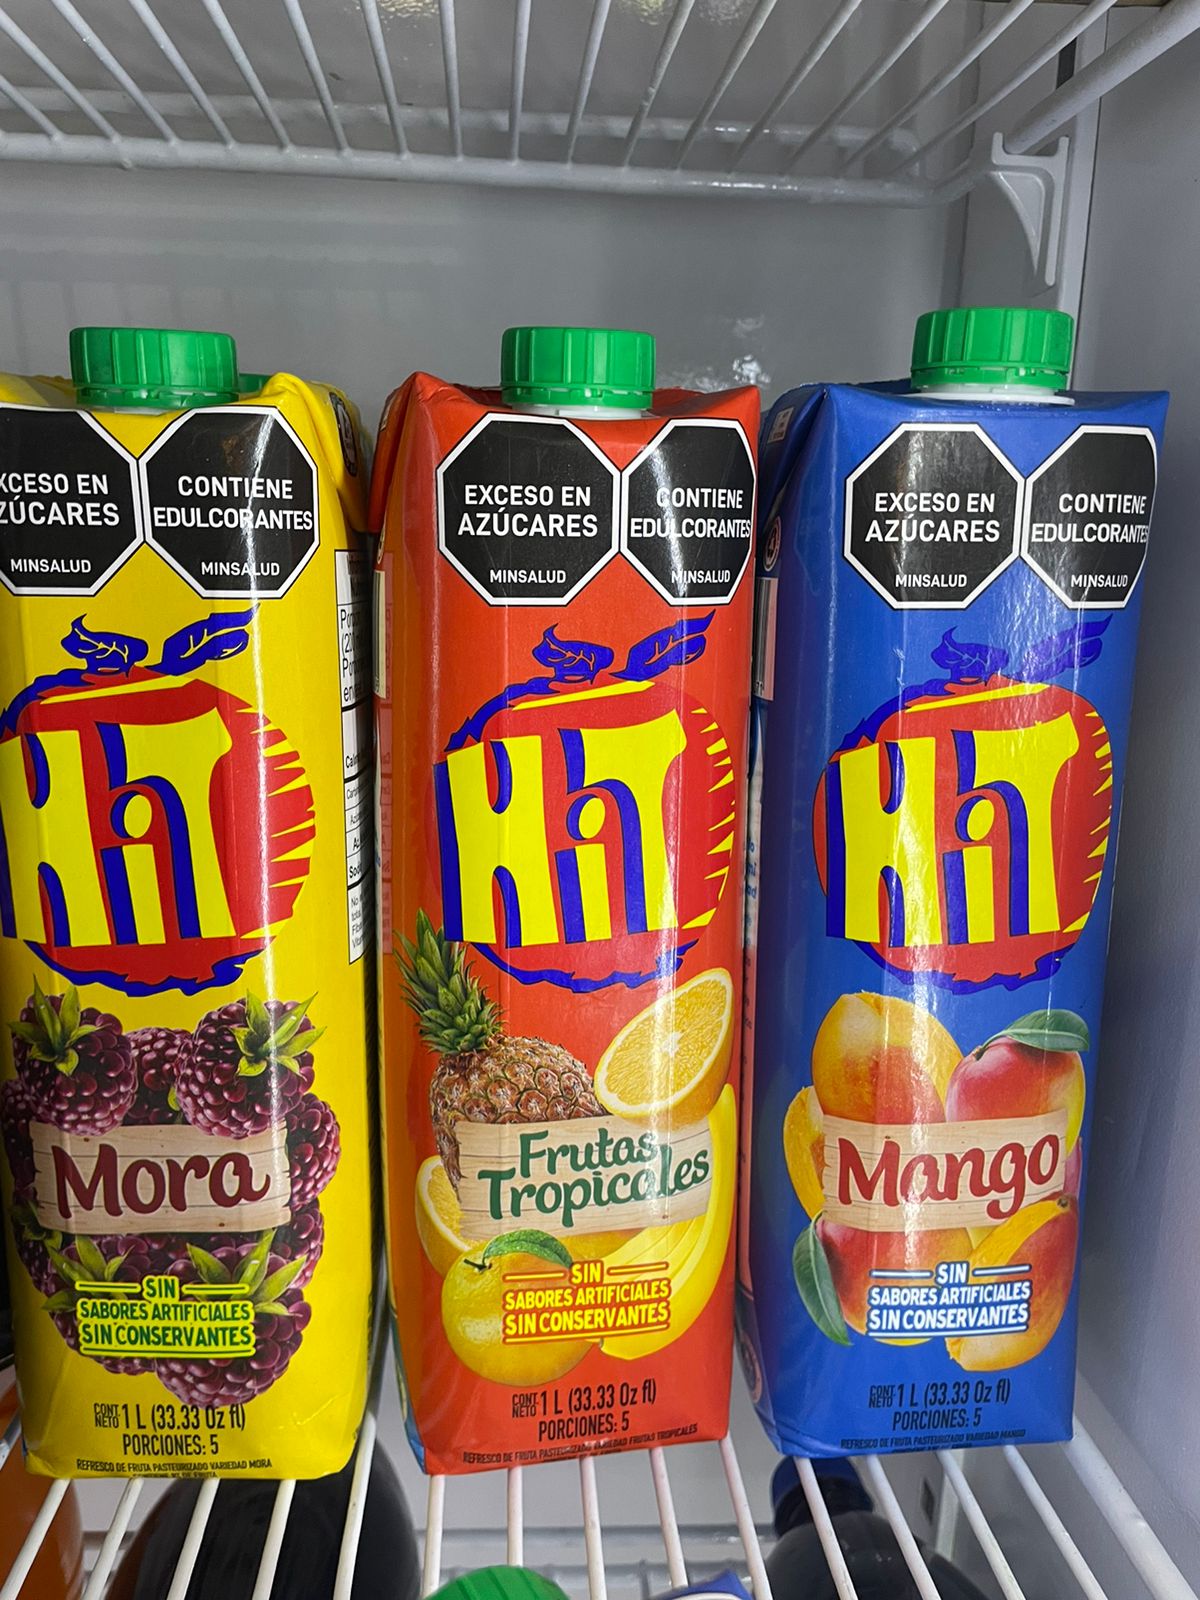 EXCESO EN
AZÚCARES
MINSALUD
CONTIENE
EDULCORANTES
MINSALUD
HiT
Mora
SIN
SABORES ARTIFICIALES
SIN CONSERVANTES
CONT.
NETO 1 L (33.33 Oz fl)
PORCIONES: 5
REFRESCO DE FRUTA PASTEURIZADO VARIEDAD MORA
EXCESO EN
AZÚCARES
MINSALUD
CONTIENE
EDULCORANTES
MINSALUD
HiT
Frutas
Tropicales
SIN
SABORES ARTIFICIALES
SIN CONSERVANTES
CONT.
NETO 1 L (33.33 Oz fl)
PORCIONES: 5
REFRESCO DE FRUTA PASTEURIZADO VARIEDAD FRUTAS TROPICALES
EXCESO EN
AZÚCARES
MINSALUD
CONTIENE
EDULCORANTES
MINSALUD
HiT
Mango
SIN
SABORES ARTIFICIALES
SIN CONSERVANTES
CONT.
NETO 1 L (33.33 Oz fl)
PORCIONES: 5
REFRESCO DE FRUTA PASTEURIZADO VARIEDAD MANGO